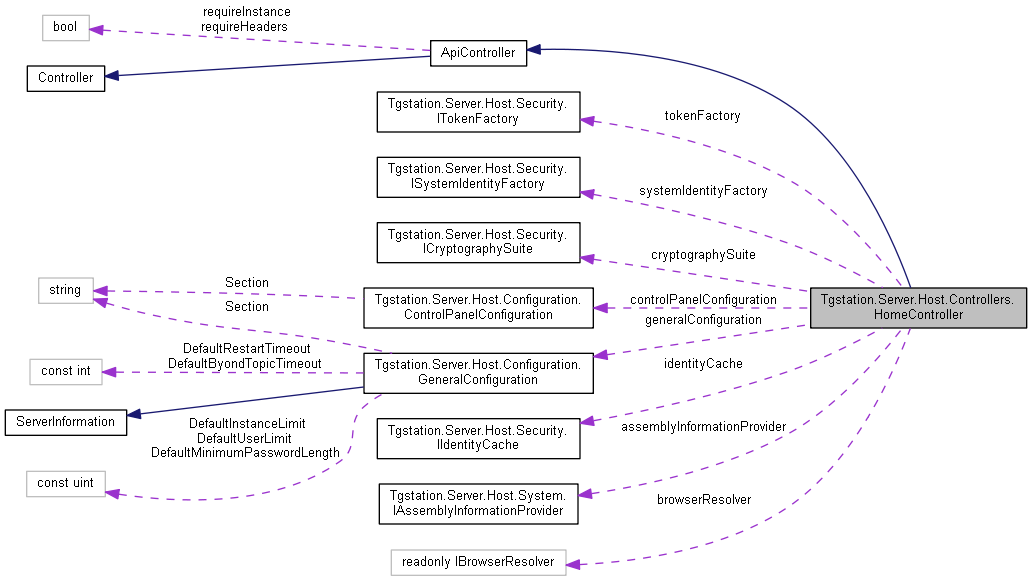 requireInstance
requireHeaders
bool
ApiController
Controller
Tgstation.Server.Host.Security.
ITokenFactory
tokenFactory
Tgstation.Server.Host.Security.
ISystemIdentityFactory
systemIdentityFactory
Tgstation.Server.Host.Security.
ICryptographySuite
cryptographySuite
string
Section
Section
Tgstation.Server.Host.Configuration.
ControlPanelConfiguration
controlPanelConfiguration
generalConfiguration
Tgstation.Server.Host.Controllers.
HomeController
const int
DefaultRestartTimeout
DefaultByondTopicTimeout
Tgstation.Server.Host.Configuration.
GeneralConfiguration
identityCache
ServerInformation
DefaultInstanceLimit
DefaultUserLimit
DefaultMinimumPasswordLength
Tgstation.Server.Host.Security.
IIdentityCache
assemblyInformationProvider
const uint
Tgstation.Server.Host.System.
IAssemblyInformationProvider
browserResolver
readonly IBrowserResolver